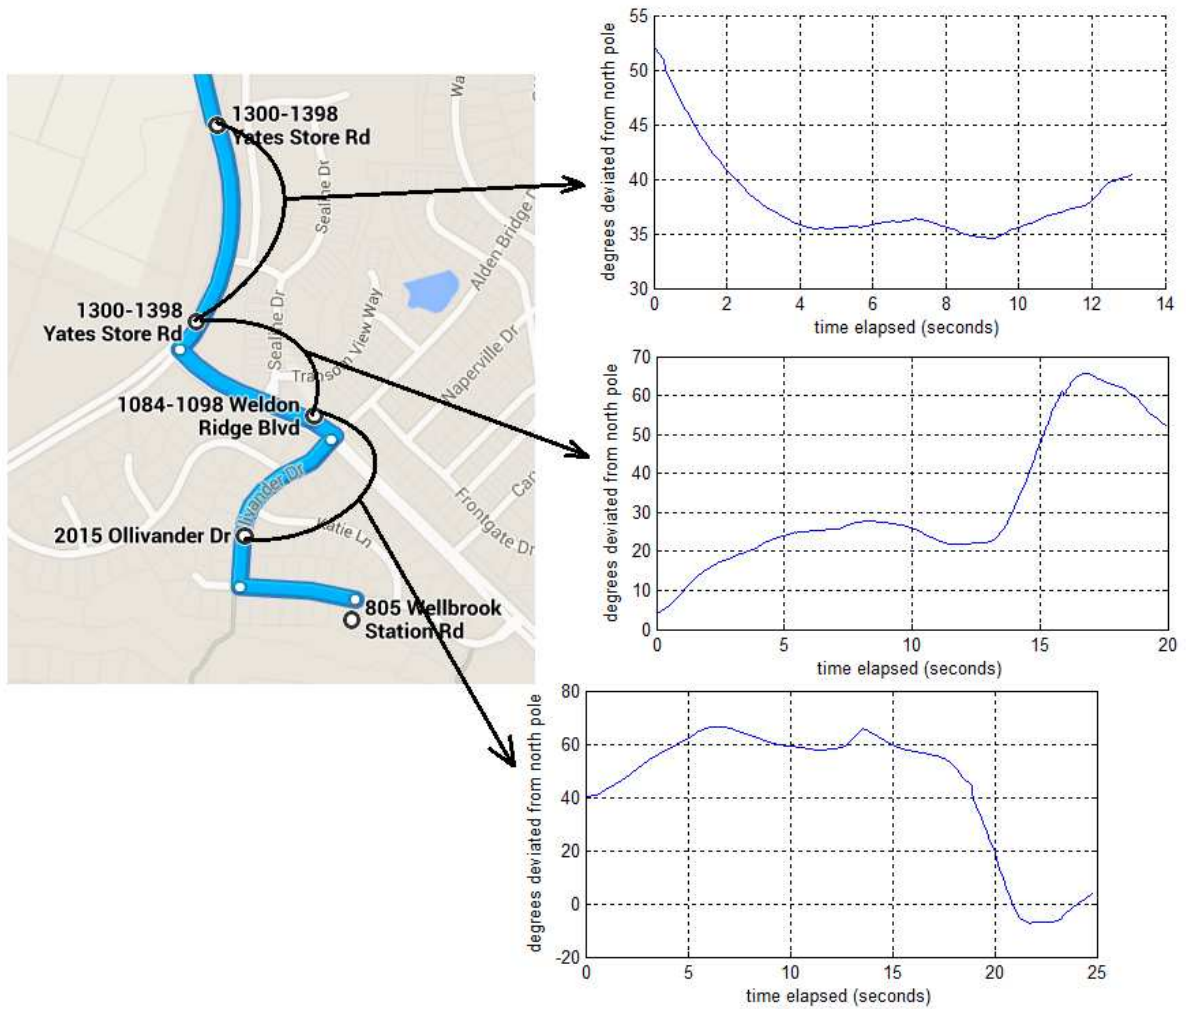 1300-1398
Yates Store Rd
Wa
Sealine Dr
Alden Bridge
1300-1398
Yates Store Rd
Sealine Dr
Transom View Way
Naperville Dr
1084-1098 Weldon
Ridge Blvd
Ollivander Dr
Frontgate Dr
Car
2015 Ollivander Dr
Katie Ln
805 Wellbrook
Station Rd
degrees deviated from north pole
55
50
45
40
35
30
0 2 4 6 8 10 12 14
time elapsed (seconds)
degrees deviated from north pole
70
60
50
40
30
20
10
0
0 5 10 15 20
time elapsed (seconds)
degrees deviated from north pole
80
60
40
20
0
-20
0 5 10 15 20 25
time elapsed (seconds)